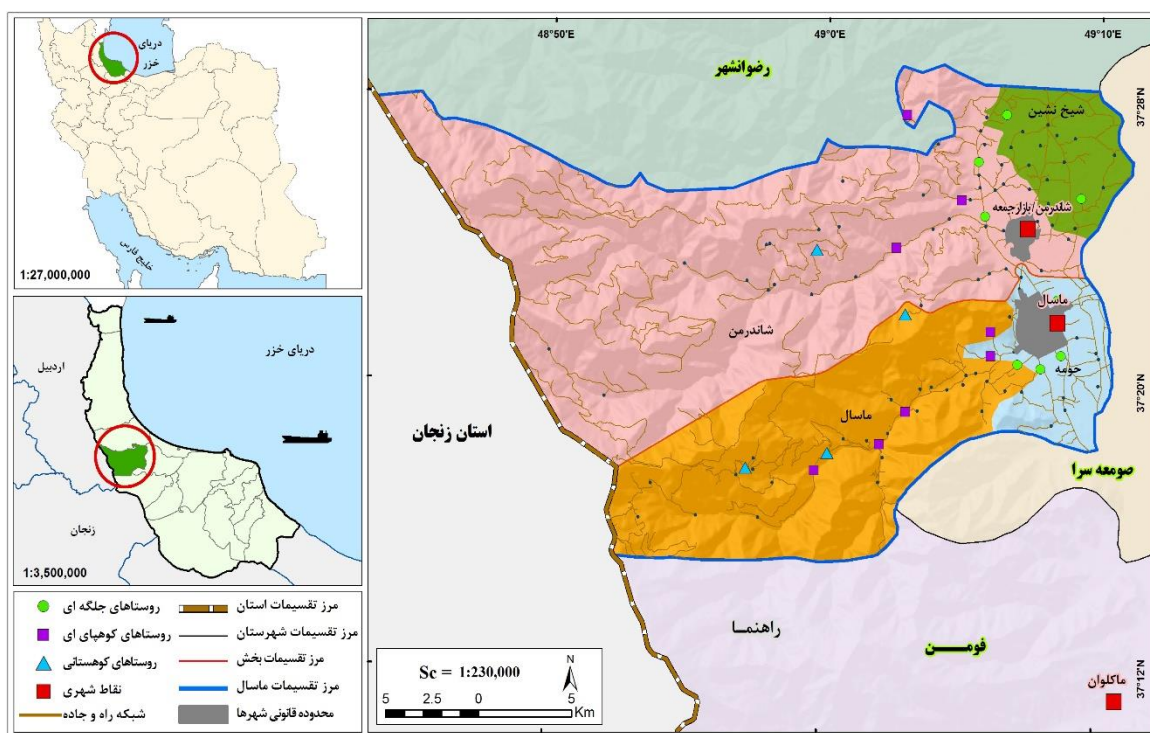 دریای
خزر
خلیج فارس
1:27,000,000
اردبیل
دریای خزر
زنجان
1:3,500,000
روستاهای جلگه ای
مرز تقسیمات استان
روستاهای کوهپای ای
مرز تقسیمات شهرستان
روستاهای کوهستانی
مرز تقسیمات بخش
نقاط شهری
مرز تقسیمات ماسال
شبکه راه و جاده
محدوده قانونی شهرها
48°50'E
49°0'E
49°10'E
رضوانشهر
37°28'N
شیخ نشین
شاندرمن/بازارجمعه
ماسال
شاندرمن
حومه
37°20'N
ماسال
استان زنجان
صومعه سرا
راهنما
فومن
ماکلوان
37°12'N
Sc = 1:230,000
N
5 2.5 0 5
Km